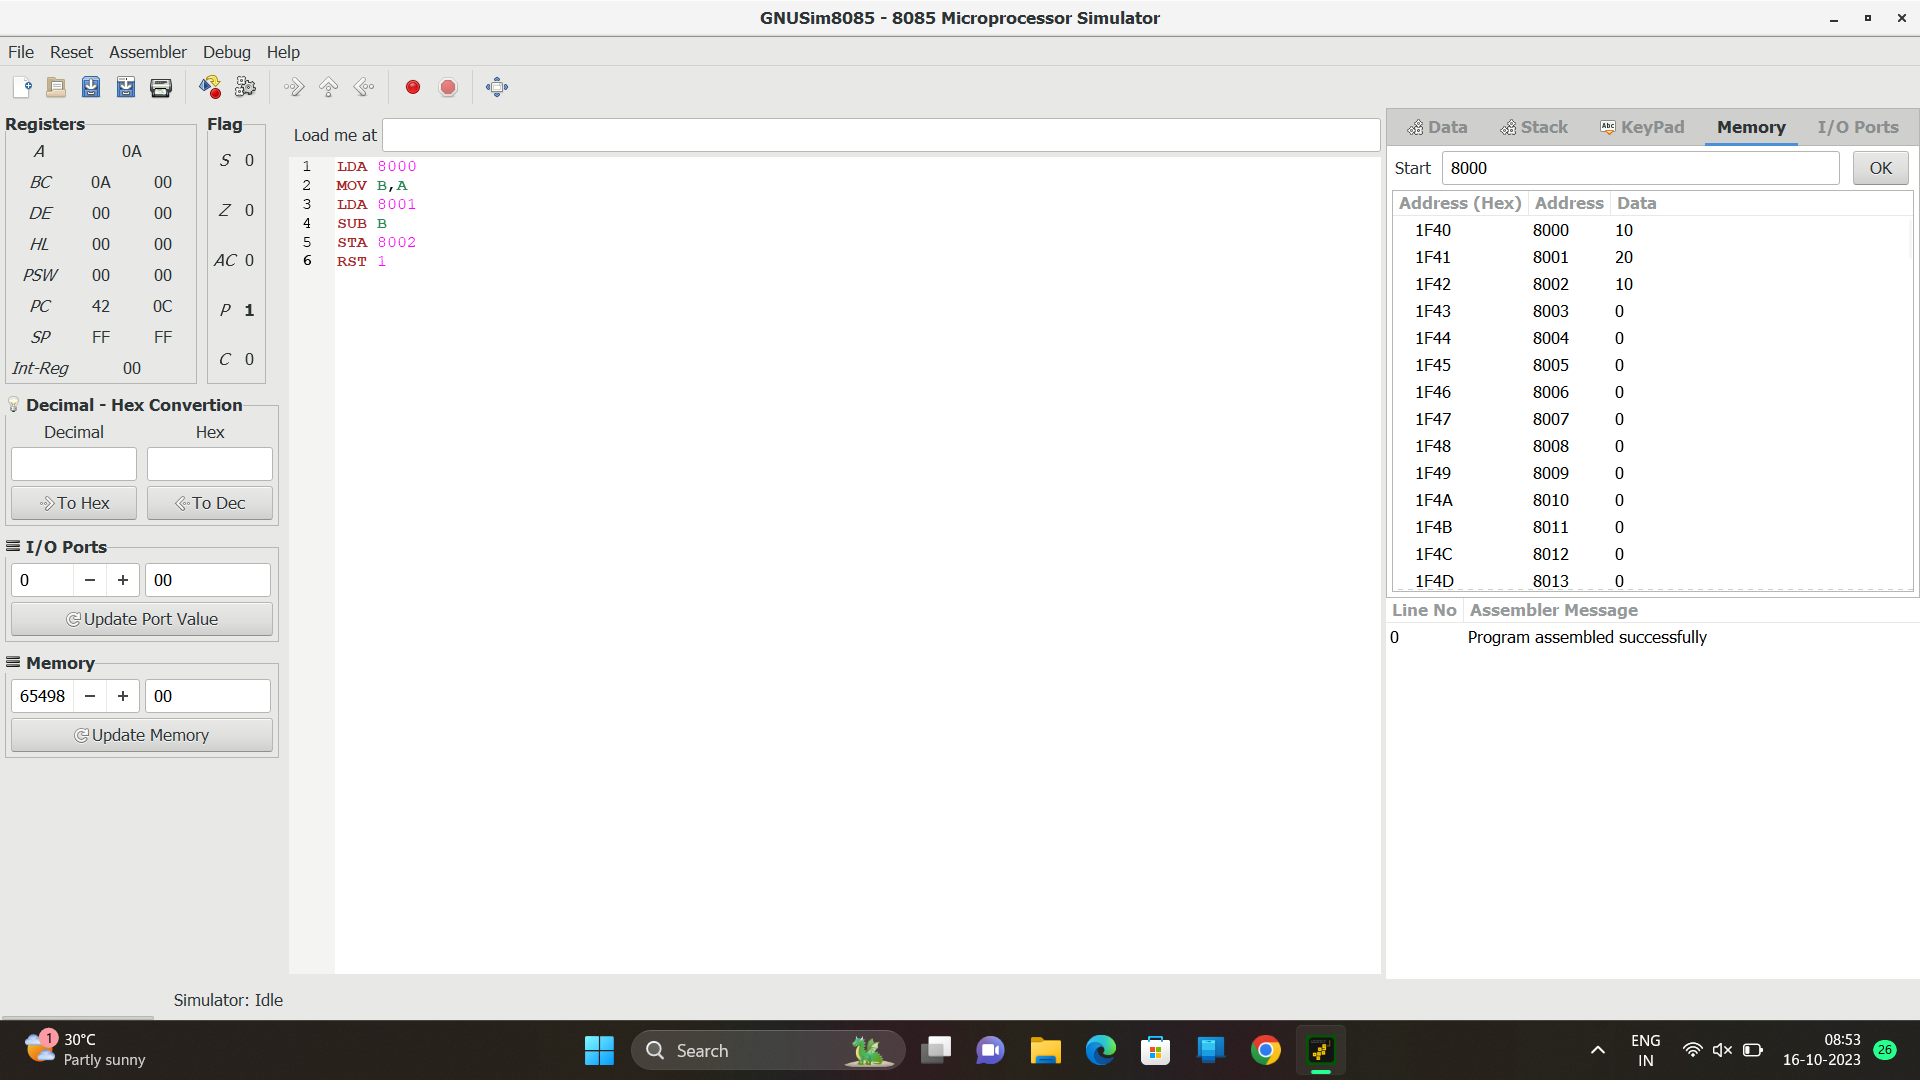 GNUSim8085 - 8085 Microprocessor Simulator
File Reset Assembler Debug Help
Registers
A 0A
BC 0A 00
DE 00 00
HL 00 00
PSW 00 00
PC 42 0C
SP FF FF
Int-Reg 00
Flag
S 0
Z 0
AC 0
P 1
C 0
Decimal - Hex Convertion
Decimal Hex
To Hex To Dec
I/O Ports
0 − + 00
Update Port Value
Memory
65498 − + 00
Update Memory
Load me at
1 LDA 8000
2 MOV B,A
3 LDA 8001
4 SUB B
5 STA 8002
6 RST 1
Data Stack Abc KeyPad Memory I/O Ports
Start 8000 OK
Address (Hex) Address Data
1F40 8000 10
1F41 8001 20
1F42 8002 10
1F43 8003 0
1F44 8004 0
1F45 8005 0
1F46 8006 0
1F47 8007 0
1F48 8008 0
1F49 8009 0
1F4A 8010 0
1F4B 8011 0
1F4C 8012 0
1F4D 8013 0
Line No Assembler Message
0 Program assembled successfully
Simulator: Idle
1 30°C
Partly sunny
Search
ENG
IN
08:53
16-10-2023
26